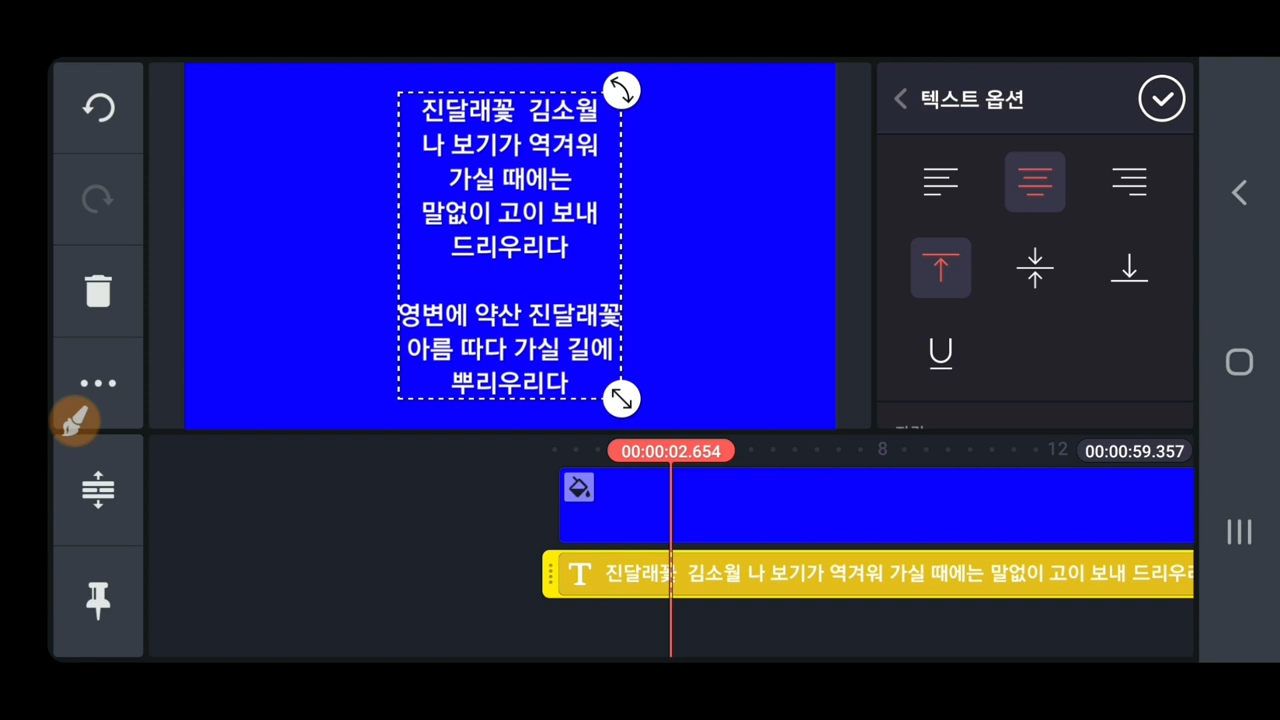 텍스트 옵션
진달래꽃  김소월
나 보기가 역겨워
가실 때에는
말없이 고이 보내
드리우리다
영변에 약산 진달래꽃
아름 따다 가실 길에
뿌리우리다
00:00:02.654
8
12
00:00:59.357
T 진달래꽃  김소월 나 보기가 역겨워 가실 때에는 말없이 고이 보내 드리우리